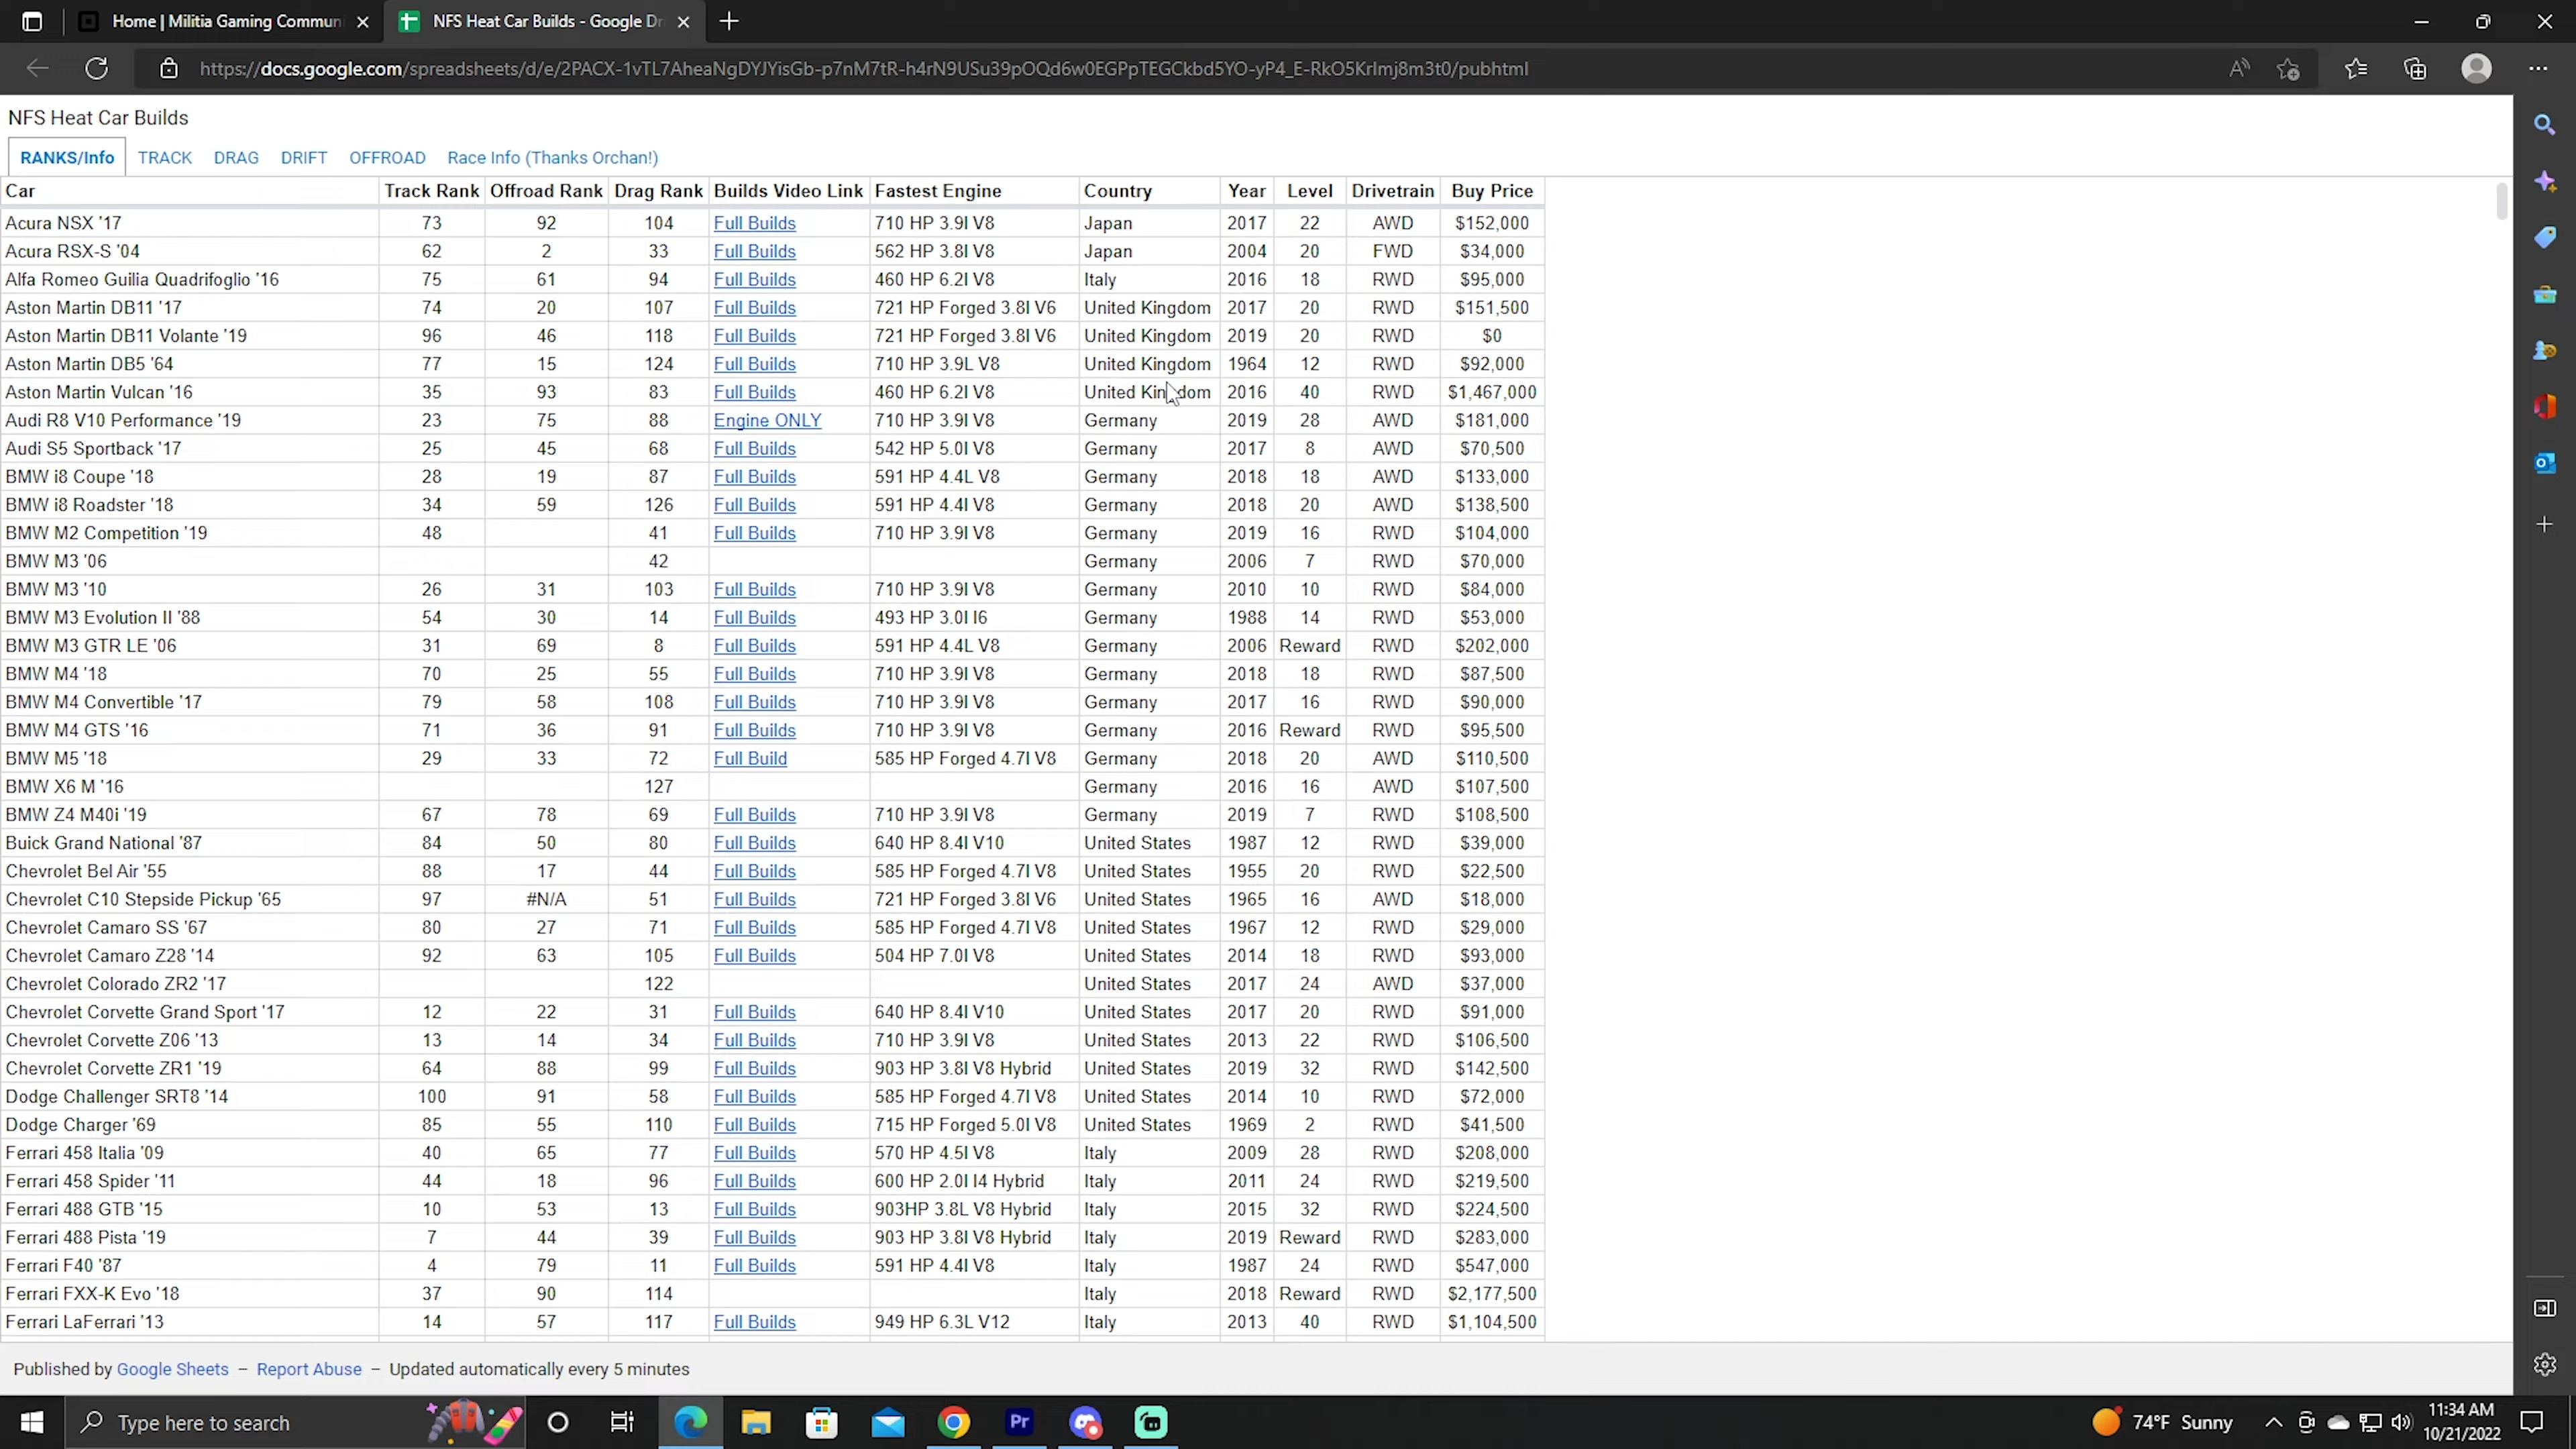 Home | Militia Gaming Commun
NFS Heat Car Builds - Google Dr
https://docs.google.com/spreadsheets/d/e/2PACX-1vTL7AheaNgDYJYisGb-p7nM7tR-h4rN9USu39pOQd6w0EGPpTEGCkbd5YO-yP4_E-RkO5KrImj8m3t0/pubhtml
NFS Heat Car Builds
RANKS/Info TRACK DRAG DRIFT OFFROAD Race Info (Thanks Orchan!)
Car Track Rank Offroad Rank Drag Rank Builds Video Link Fastest Engine Country Year Level Drivetrain Buy Price
Acura NSX '17 73 92 104 Full Builds 710 HP 3.9l V8 Japan 2017 22 AWD $152,000
Acura RSX-S '04 62 2 33 Full Builds 562 HP 3.8l V8 Japan 2004 20 FWD $34,000
Alfa Romeo Guilia Quadrifoglio '16 75 61 94 Full Builds 460 HP 6.2l V8 Italy 2016 18 RWD $95,000
Aston Martin DB11 '17 74 20 107 Full Builds 721 HP Forged 3.8l V6 United Kingdom 2017 20 RWD $151,500
Aston Martin DB11 Volante '19 96 46 118 Full Builds 721 HP Forged 3.8l V6 United Kingdom 2019 20 RWD $0
Aston Martin DB5 '64 77 15 124 Full Builds 710 HP 3.9L V8 United Kingdom 1964 12 RWD $92,000
Aston Martin Vulcan '16 35 93 83 Full Builds 460 HP 6.2l V8 United Kingdom 2016 40 RWD $1,467,000
Audi R8 V10 Performance '19 23 75 88 Engine ONLY 710 HP 3.9l V8 Germany 2019 28 AWD $181,000
Audi S5 Sportback '17 25 45 68 Full Builds 542 HP 5.0l V8 Germany 2017 8 AWD $70,500
BMW i8 Coupe '18 28 19 87 Full Builds 591 HP 4.4L V8 Germany 2018 18 AWD $133,000
BMW i8 Roadster '18 34 59 126 Full Builds 591 HP 4.4l V8 Germany 2018 20 AWD $138,500
BMW M2 Competition '19 48 41 Full Builds 710 HP 3.9l V8 Germany 2019 16 RWD $104,000
BMW M3 '06 42 Germany 2006 7 RWD $70,000
BMW M3 '10 26 31 103 Full Builds 710 HP 3.9l V8 Germany 2010 10 RWD $84,000
BMW M3 Evolution II '88 54 30 14 Full Builds 493 HP 3.0l I6 Germany 1988 14 RWD $53,000
BMW M3 GTR LE '06 31 69 8 Full Builds 591 HP 4.4L V8 Germany 2006 Reward RWD $202,000
BMW M4 '18 70 25 55 Full Builds 710 HP 3.9l V8 Germany 2018 18 RWD $87,500
BMW M4 Convertible '17 79 58 108 Full Builds 710 HP 3.9l V8 Germany 2017 16 RWD $90,000
BMW M4 GTS '16 71 36 91 Full Builds 710 HP 3.9l V8 Germany 2016 Reward RWD $95,500
BMW M5 '18 29 33 72 Full Build 585 HP Forged 4.7l V8 Germany 2018 20 AWD $110,500
BMW X6 M '16 127 Germany 2016 16 AWD $107,500
BMW Z4 M40i '19 67 78 69 Full Builds 710 HP 3.9l V8 Germany 2019 7 RWD $108,500
Buick Grand National '87 84 50 80 Full Builds 640 HP 8.4l V10 United States 1987 12 RWD $39,000
Chevrolet Bel Air '55 88 17 44 Full Builds 585 HP Forged 4.7l V8 United States 1955 20 RWD $22,500
Chevrolet C10 Stepside Pickup '65 97 #N/A 51 Full Builds 721 HP Forged 3.8l V6 United States 1965 16 AWD $18,000
Chevrolet Camaro SS '67 80 27 71 Full Builds 585 HP Forged 4.7l V8 United States 1967 12 RWD $29,000
Chevrolet Camaro Z28 '14 92 63 105 Full Builds 504 HP 7.0l V8 United States 2014 18 RWD $93,000
Chevrolet Colorado ZR2 '17 122 United States 2017 24 AWD $37,000
Chevrolet Corvette Grand Sport '17 12 22 31 Full Builds 640 HP 8.4l V10 United States 2017 20 RWD $91,000
Chevrolet Corvette Z06 '13 13 14 34 Full Builds 710 HP 3.9l V8 United States 2013 22 RWD $106,500
Chevrolet Corvette ZR1 '19 64 88 99 Full Builds 903 HP 3.8l V8 Hybrid United States 2019 32 RWD $142,500
Dodge Challenger SRT8 '14 100 91 58 Full Builds 585 HP Forged 4.7l V8 United States 2014 10 RWD $72,000
Dodge Charger '69 85 55 110 Full Builds 715 HP Forged 5.0l V8 United States 1969 2 RWD $41,500
Ferrari 458 Italia '09 40 65 77 Full Builds 570 HP 4.5l V8 Italy 2009 28 RWD $208,000
Ferrari 458 Spider '11 44 18 96 Full Builds 600 HP 2.0l I4 Hybrid Italy 2011 24 RWD $219,500
Ferrari 488 GTB '15 10 53 13 Full Builds 903HP 3.8L V8 Hybrid Italy 2015 32 RWD $224,500
Ferrari 488 Pista '19 7 44 39 Full Builds 903 HP 3.8l V8 Hybrid Italy 2019 Reward RWD $283,000
Ferrari F40 '87 4 79 11 Full Builds 591 HP 4.4l V8 Italy 1987 24 RWD $547,000
Ferrari FXX-K Evo '18 37 90 114 Italy 2018 Reward RWD $2,177,500
Ferrari LaFerrari '13 14 57 117 Full Builds 949 HP 6.3L V12 Italy 2013 40 RWD $1,104,500
Published by Google Sheets – Report Abuse – Updated automatically every 5 minutes
Type here to search
Pr
74°F Sunny
11:34 AM
10/21/2022